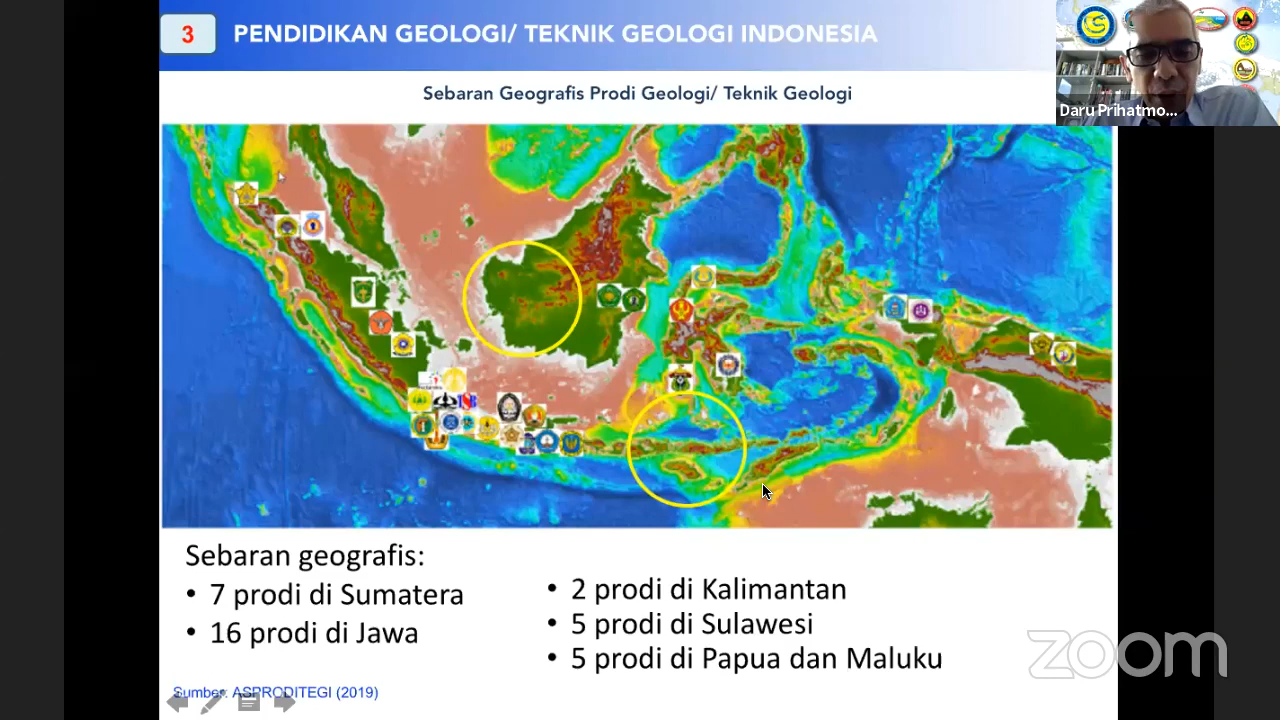 3
PENDIDIKAN GEOLOGI/ TEKNIK GEOLOGI INDONESIA
Daru Prihatmo...
Sebaran Geografis Prodi Geologi/ Teknik Geologi
Sebaran geografis:
• 7 prodi di Sumatera
• 16 prodi di Jawa
• 2 prodi di Kalimantan
• 5 prodi di Sulawesi
• 5 prodi di Papua dan Maluku
Sumber. ASPRODITEGI (2019)
zoom